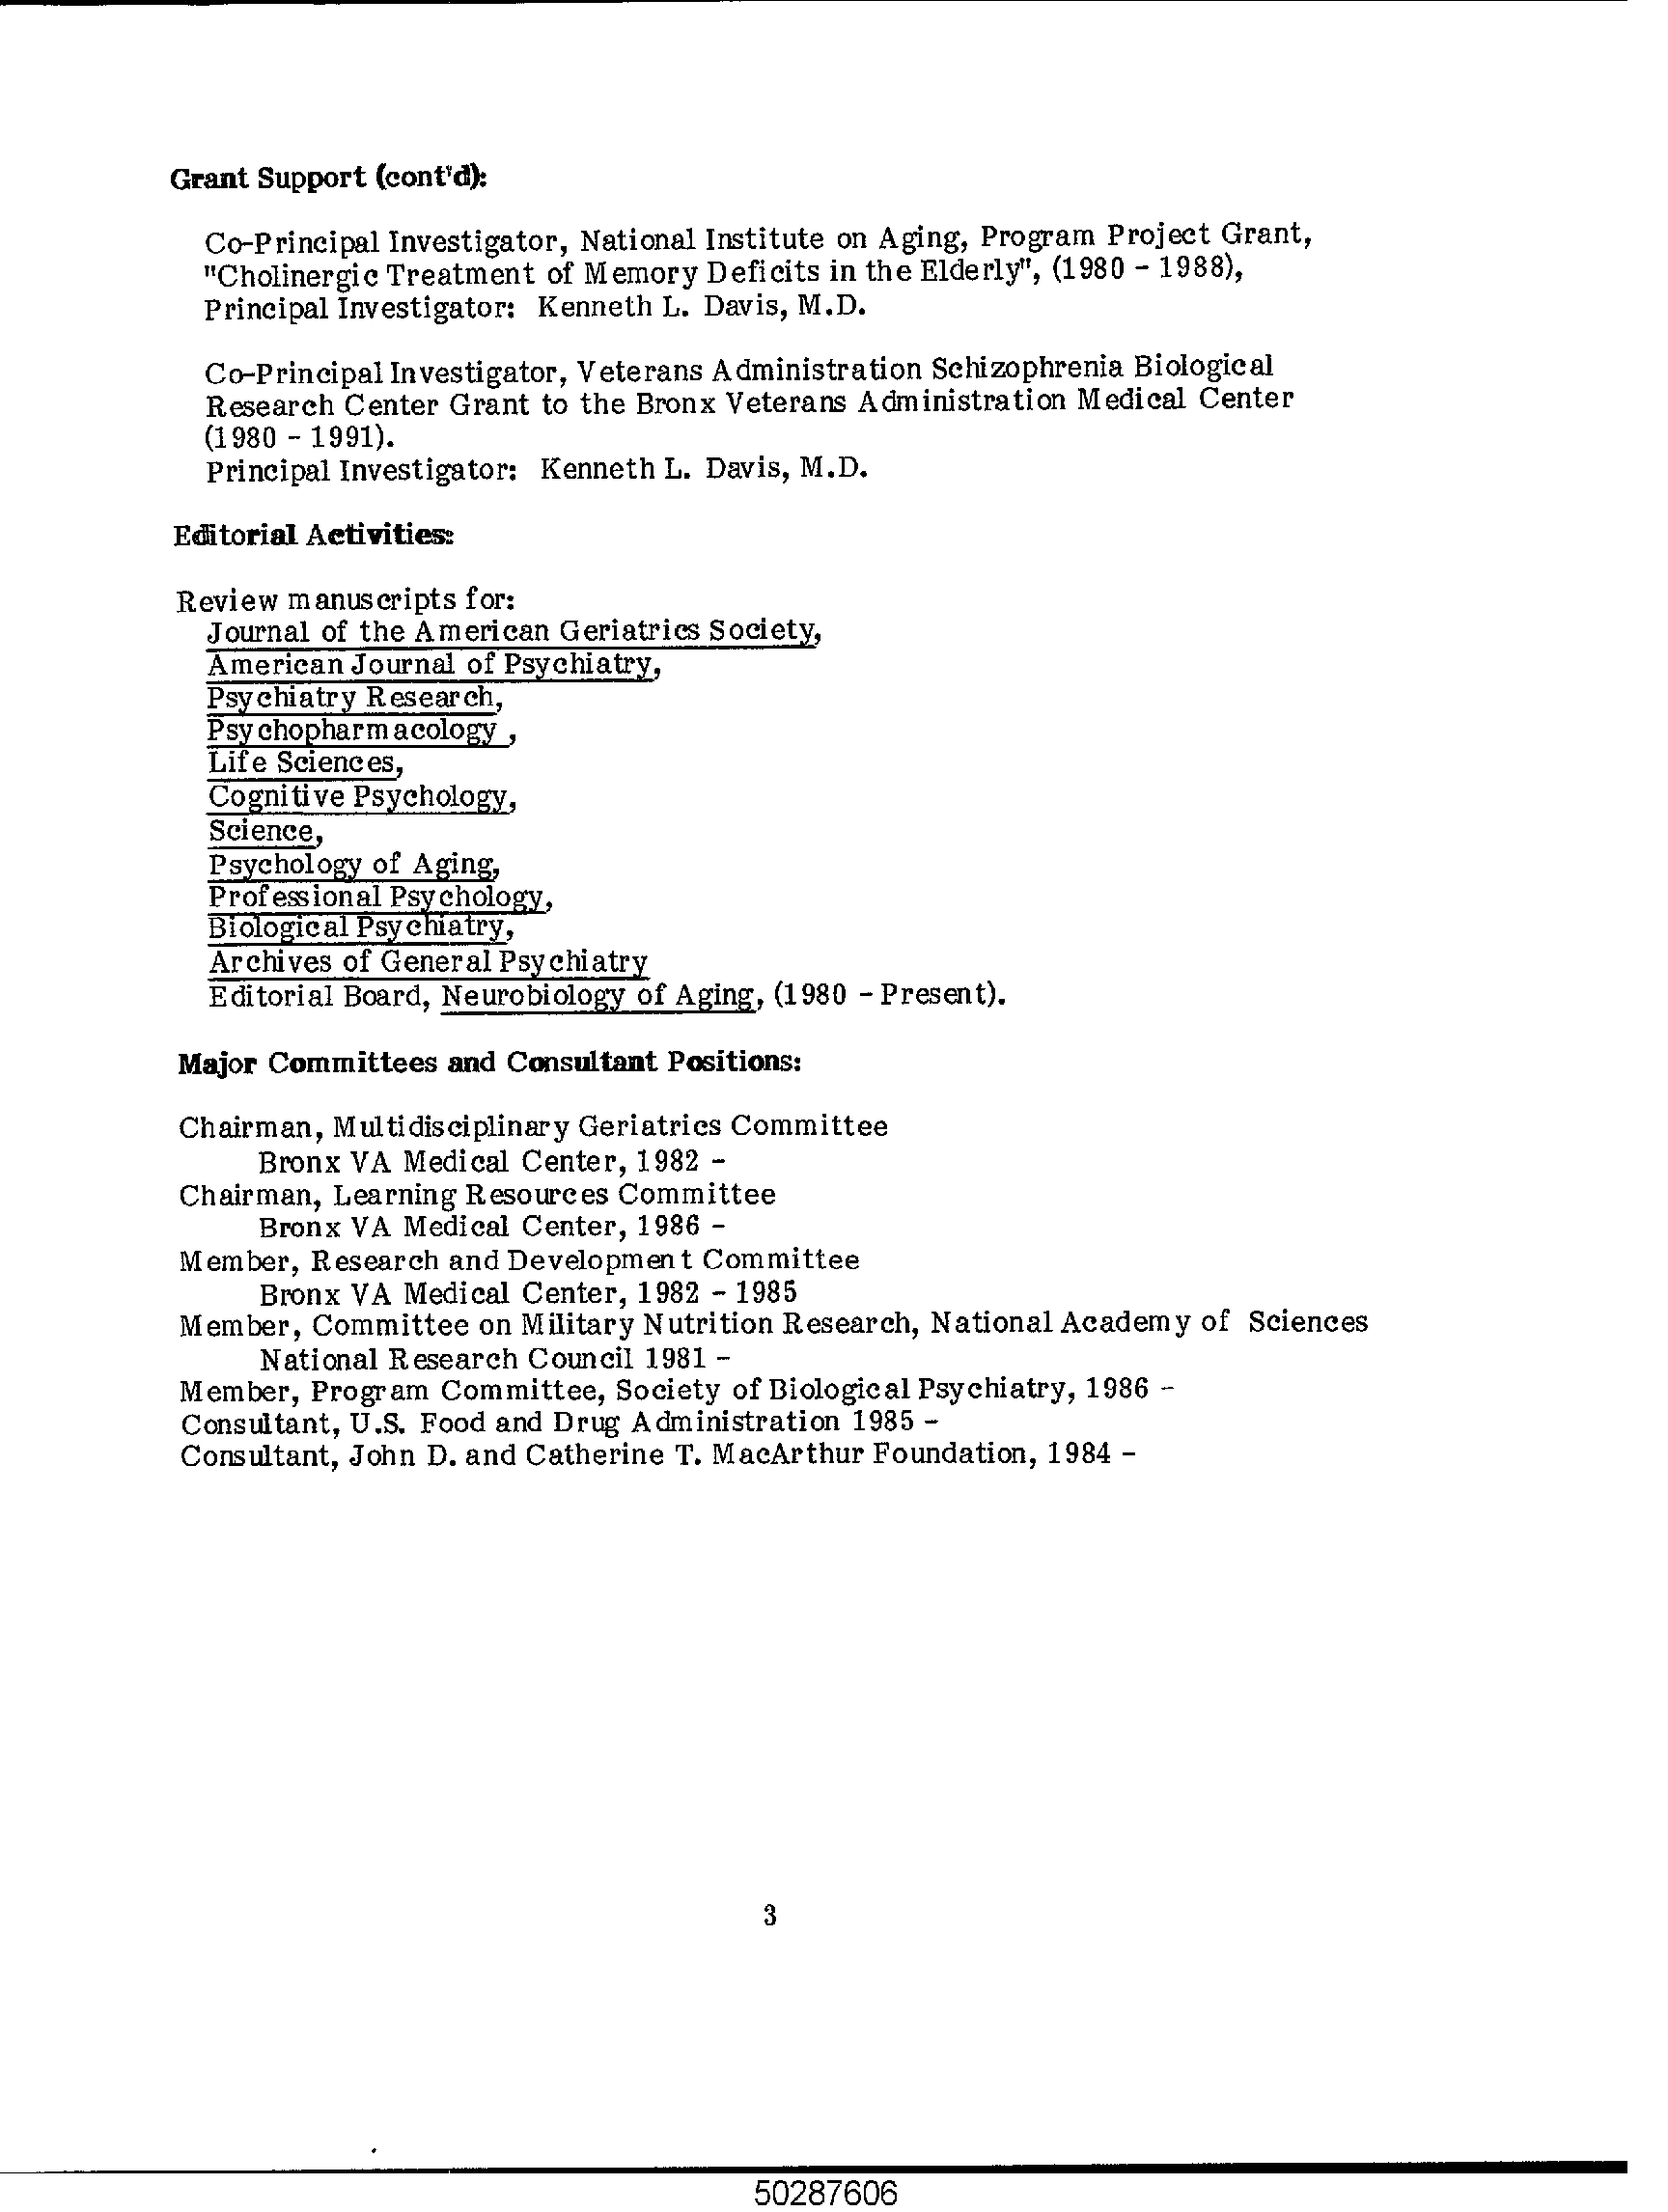 Grant Support (cont'd):
Co-Principal Investigator, National Institute on Aging, Program Project Grant,
"Cholinergic Treatment of Memory Deficits in the Elderly", (1980 - 1988),
Principal Investigator: Kenneth L. Davis, M.D.
Co-Principal Investigator, Veterans Administration Schizophrenia Biological
Research Center Grant to the Bronx Veterans Administration Medical Center
(1980 - 1991).
Principal Investigator: Kenneth L. Davis, M.D.
Editorial Activities:
Review manuscripts for:
Journal of the American Geriatrics Society,
American Journal of Psychiatry,
Psychiatry Research,
Psychopharmacology ,
Life Sciences,
Cognitive Psychology,
Science,
Psychology of Aging,
Professional Psychology,
Biological Psychiatry,
Archives of General Psychiatry
Editorial Board, Neurobiology of Aging, (1980 - Present).
Major Committees and Consultant Positions:
Chairman, Multidisciplinary Geriatrics Committee
Bronx VA Medical Center, 1982 -
Chairman, Learning Resources Committee
Bronx VA Medical Center, 1986 -
Member, Research and Development Committee
Bronx VA Medical Center, 1982 - 1985
Member, Committee on Military Nutrition Research, National Academy of Sciences
National Research Council 1981 -
Member, Program Committee, Society of Biological Psychiatry, 1986 -
Consultant, U.S. Food and Drug Administration 1985 -
Consultant, John D. and Catherine T. MacArthur Foundation, 1984 -
3
50287606